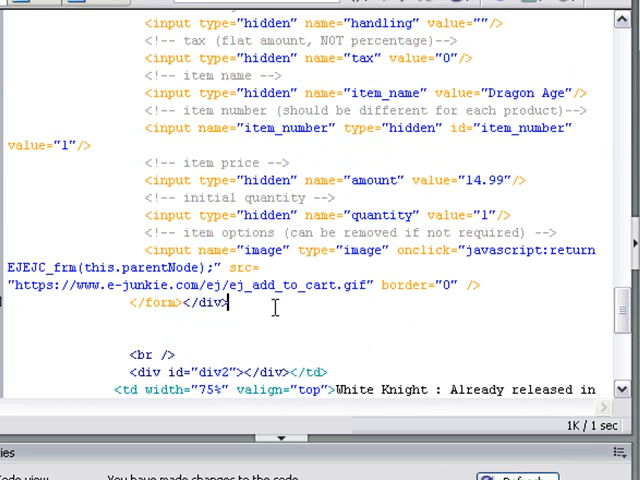 <input type="hidden" name="handling" value=""/>
<!-- tax (flat amount, NOT percentage)-->
<input type="hidden" name="tax" value="0"/>
<!-- item name -->
<input type="hidden" name="item_name" value="Dragon Age"/>
<!-- item number (should be different for each product)-->
<input name="item_number" type="hidden" id="item_number"
value="1"/>
<!-- item price -->
<input type="hidden" name="amount" value="14.99"/>
<!-- initial quantity -->
<input type="hidden" name="quantity" value="1"/>
<!-- item options (can be removed if not required) -->
<input name="image" type="image" onclick="javascript:return
EJEJC_frm(this.parentNode);" src=
"https://www.e-junkie.com/ej/ej_add_to_cart.gif" border="0" />
</form></div>
<br />
<div id="div2"></div></td>
<td width="75%" valign="top">White Knight : Already released in
1K / 1 sec
ies
Code view.
You have made changes to the code.
Refresh